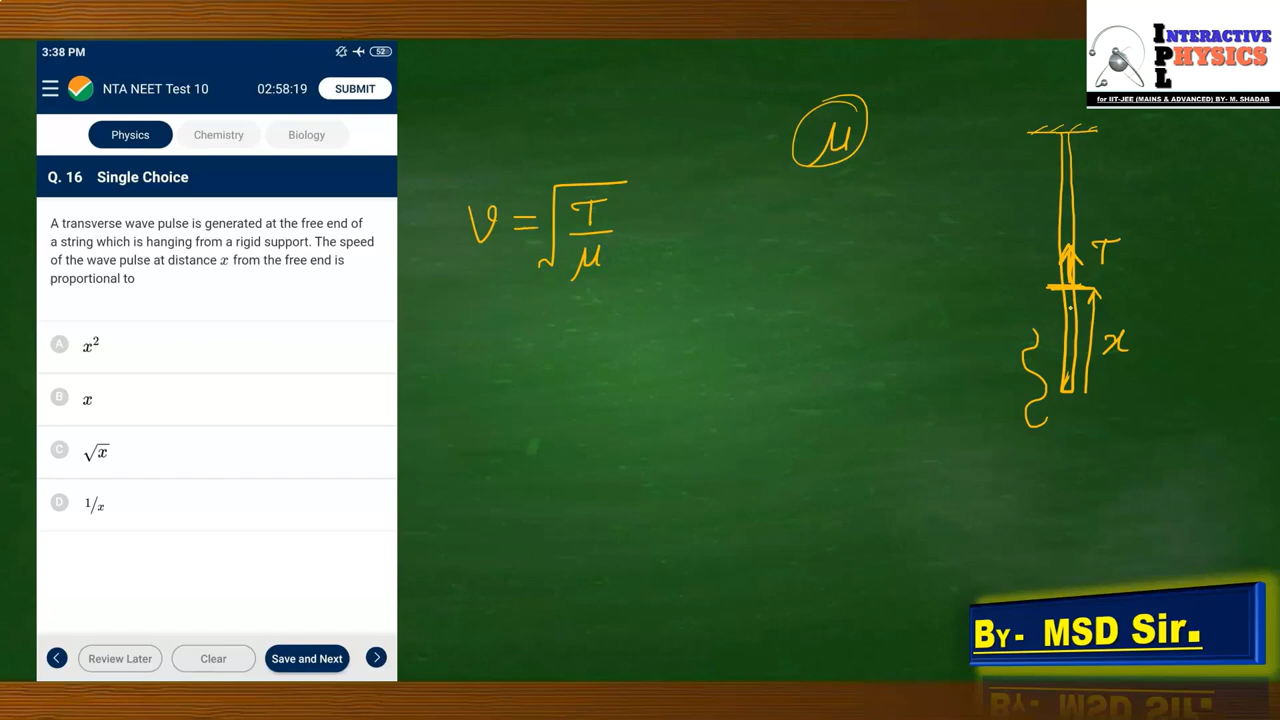 3:38 PM
52
NTA NEET Test 10
02:58:19
SUBMIT
Physics
Chemistry
Biology
Q. 16 Single Choice
A transverse wave pulse is generated at the free end of
a string which is hanging from a rigid support. The speed
of the wave pulse at distance x from the free end is
proportional to
A x²
B x
C √x
D 1/x
Review Later
Clear
Save and Next
v = √(T/μ)
μ
T
x
INTERACTIVE
PHYSICS
IPL
for IIT-JEE (MAINS & ADVANCED) BY- M. SHADAB
By- MSD Sir.